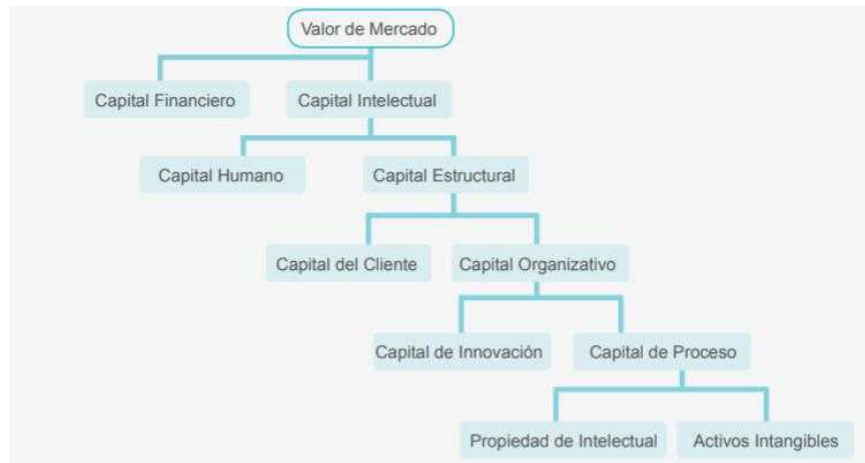 Valor de Mercado
Capital Financiero
Capital Intelectual
Capital Humano
Capital Estructural
Capital del Cliente
Capital Organizativo
Capital de Innovación
Capital de Proceso
Propiedad de Intelectual
Activos Intangibles